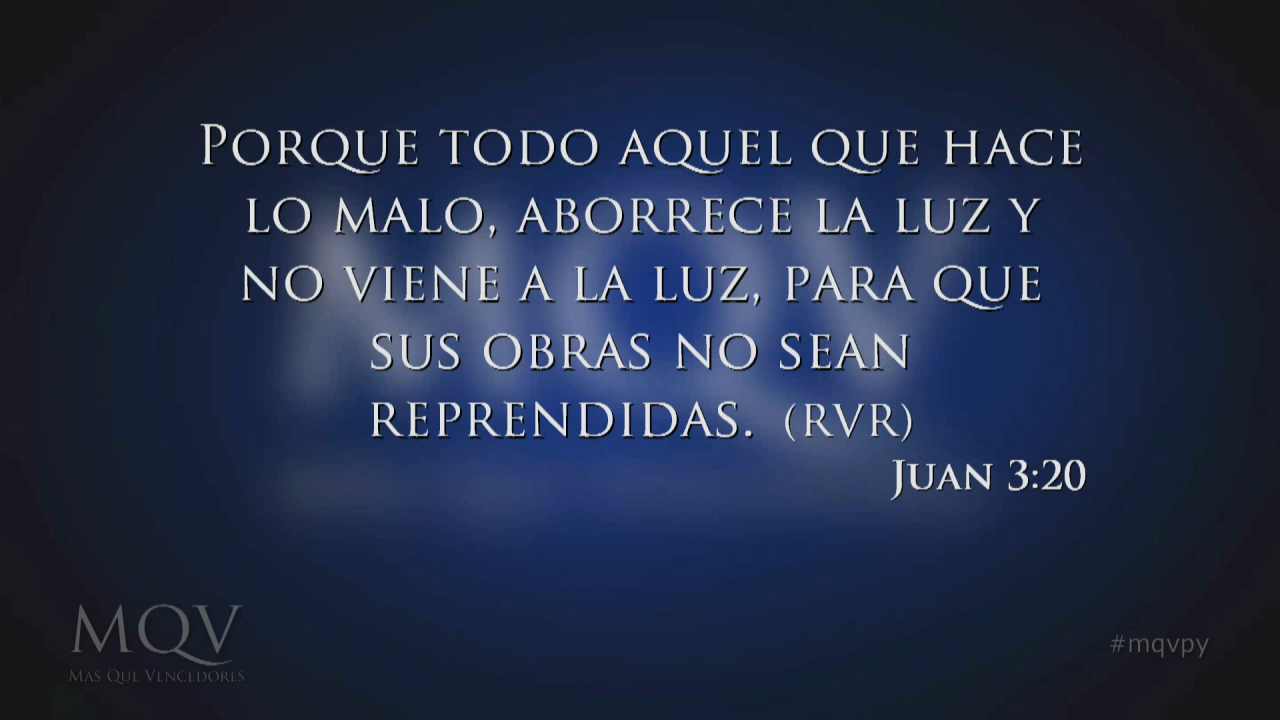 Porque todo aquel que hace
lo malo, aborrece la luz y
no viene a la luz, para que
sus obras no sean
reprendidas. (RVR)
Juan 3:20
MQV
Mas Que Vencedores
#mqvpy